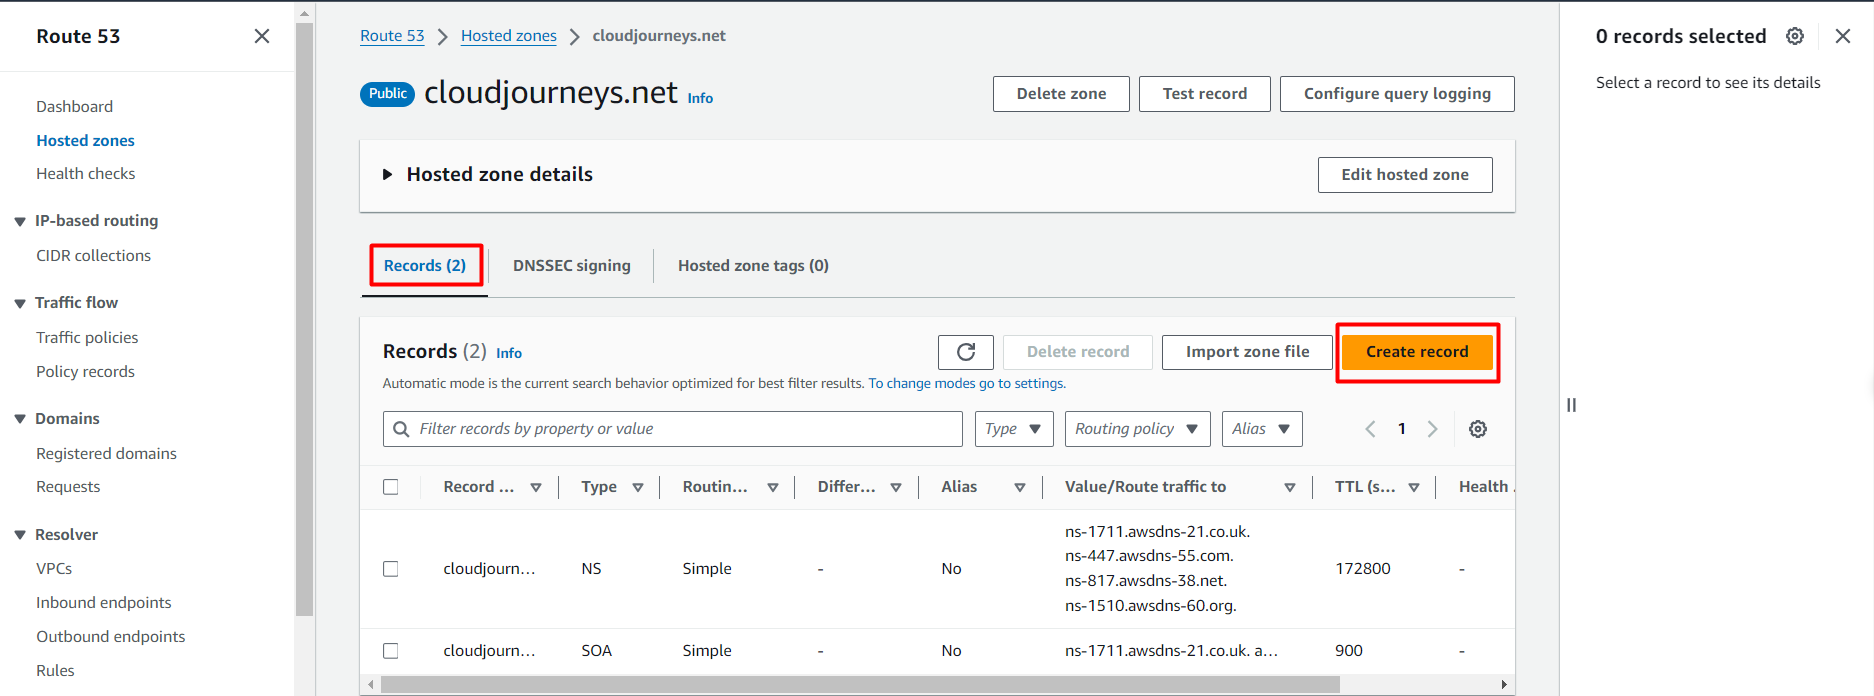 Route 53
Dashboard
Hosted zones
Health checks
IP-based routing
CIDR collections
Traffic flow
Traffic policies
Policy records
Domains
Registered domains
Requests
Resolver
VPCs
Inbound endpoints
Outbound endpoints
Rules
Route 53 Hosted zones cloudjourneys.net
Public cloudjourneys.net Info
Delete zone Test record Configure query logging
Hosted zone details Edit hosted zone
Records (2) DNSSEC signing Hosted zone tags (0)
Records (2) Info Delete record Import zone file Create record
Automatic mode is the current search behavior optimized for best filter results. To change modes go to settings.
Filter records by property or value Type Routing policy Alias 1
Record ... Type Routin... Differ... Alias Value/Route traffic to TTL (s... Health .
cloudjourn... NS Simple - No ns-1711.awsdns-21.co.uk.
ns-447.awsdns-55.com.
ns-817.awsdns-38.net.
ns-1510.awsdns-60.org. 172800 -
cloudjourn... SOA Simple - No ns-1711.awsdns-21.co.uk. a... 900 -
0 records selected
Select a record to see its details